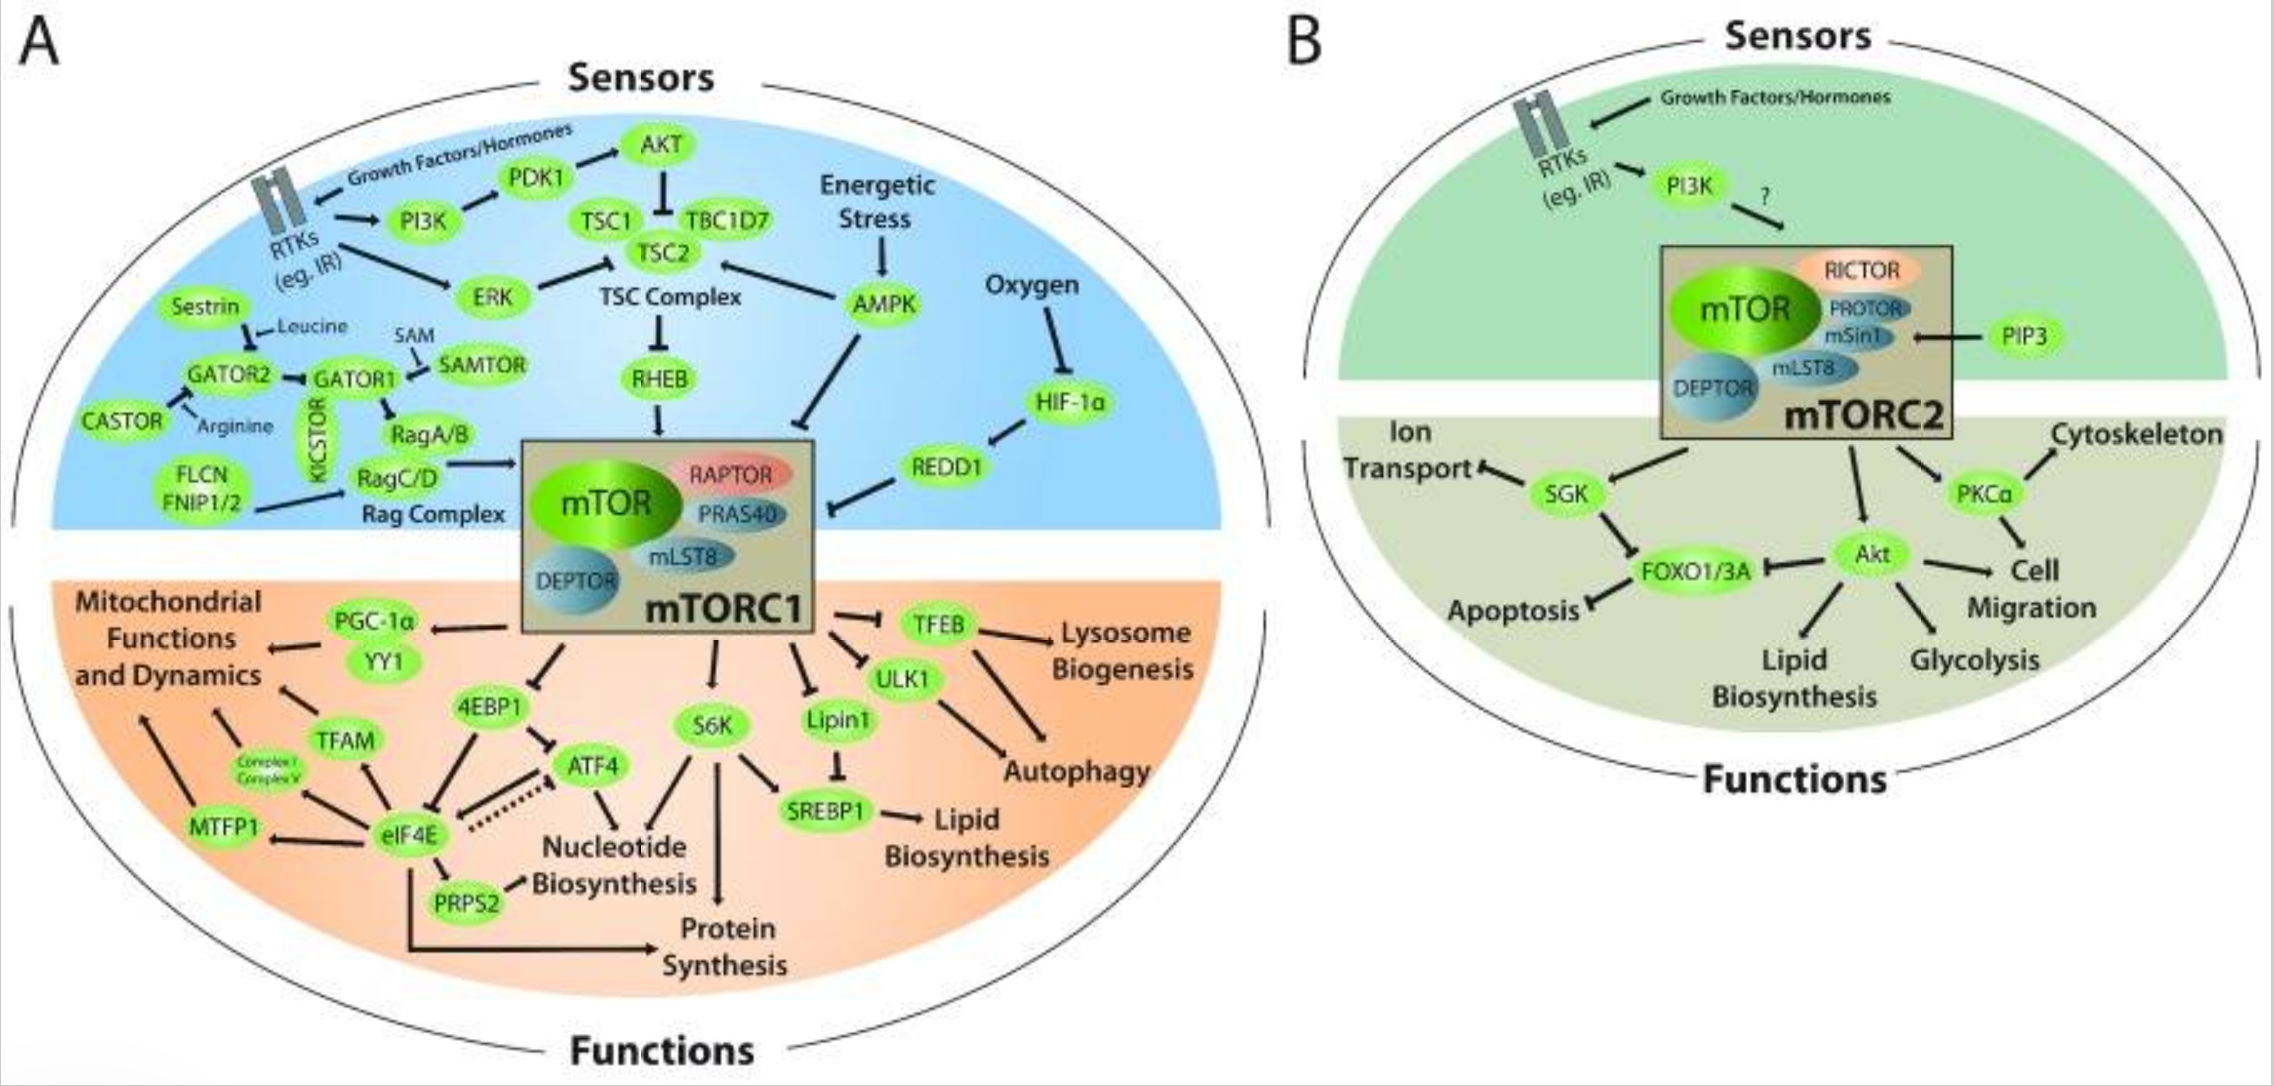 A
Sensors
Growth Factors/Hormones
RTKs
(eg. IR)
PI3K
PDK1
AKT
TSC1
TBC1D7
TSC2
TSC Complex
ERK
Energetic
Stress
AMPK
Oxygen
HIF-1α
REDD1
RHEB
Sestrin
Leucine
GATOR2
CASTOR
Arginine
GATOR1
SAM
SAMTOR
KICSTOR
RagA/B
RagC/D
Rag Complex
FLCN
FNIP1/2
mTOR
RAPTOR
PRAS40
mLST8
DEPTOR
mTORC1
Mitochondrial
Functions
and Dynamics
PGC-1α
YY1
4EBP1
TFAM
Complex I
Complex V
MTFP1
eIF4E
ATF4
PRPS2
Nucleotide
Biosynthesis
S6K
Lipin1
SREBP1
Lipid
Biosynthesis
Protein
Synthesis
TFEB
ULK1
Lysosome
Biogenesis
Autophagy
Functions
B
Sensors
Growth Factors/Hormones
RTKs
(eg. IR)
PI3K
?
mTOR
RICTOR
PROTOR
mSin1
mLST8
DEPTOR
mTORC2
PIP3
Ion
Transport
SGK
FOXO1/3A
Apoptosis
Akt
PKCα
Cytoskeleton
Cell
Migration
Lipid
Biosynthesis
Glycolysis
Functions